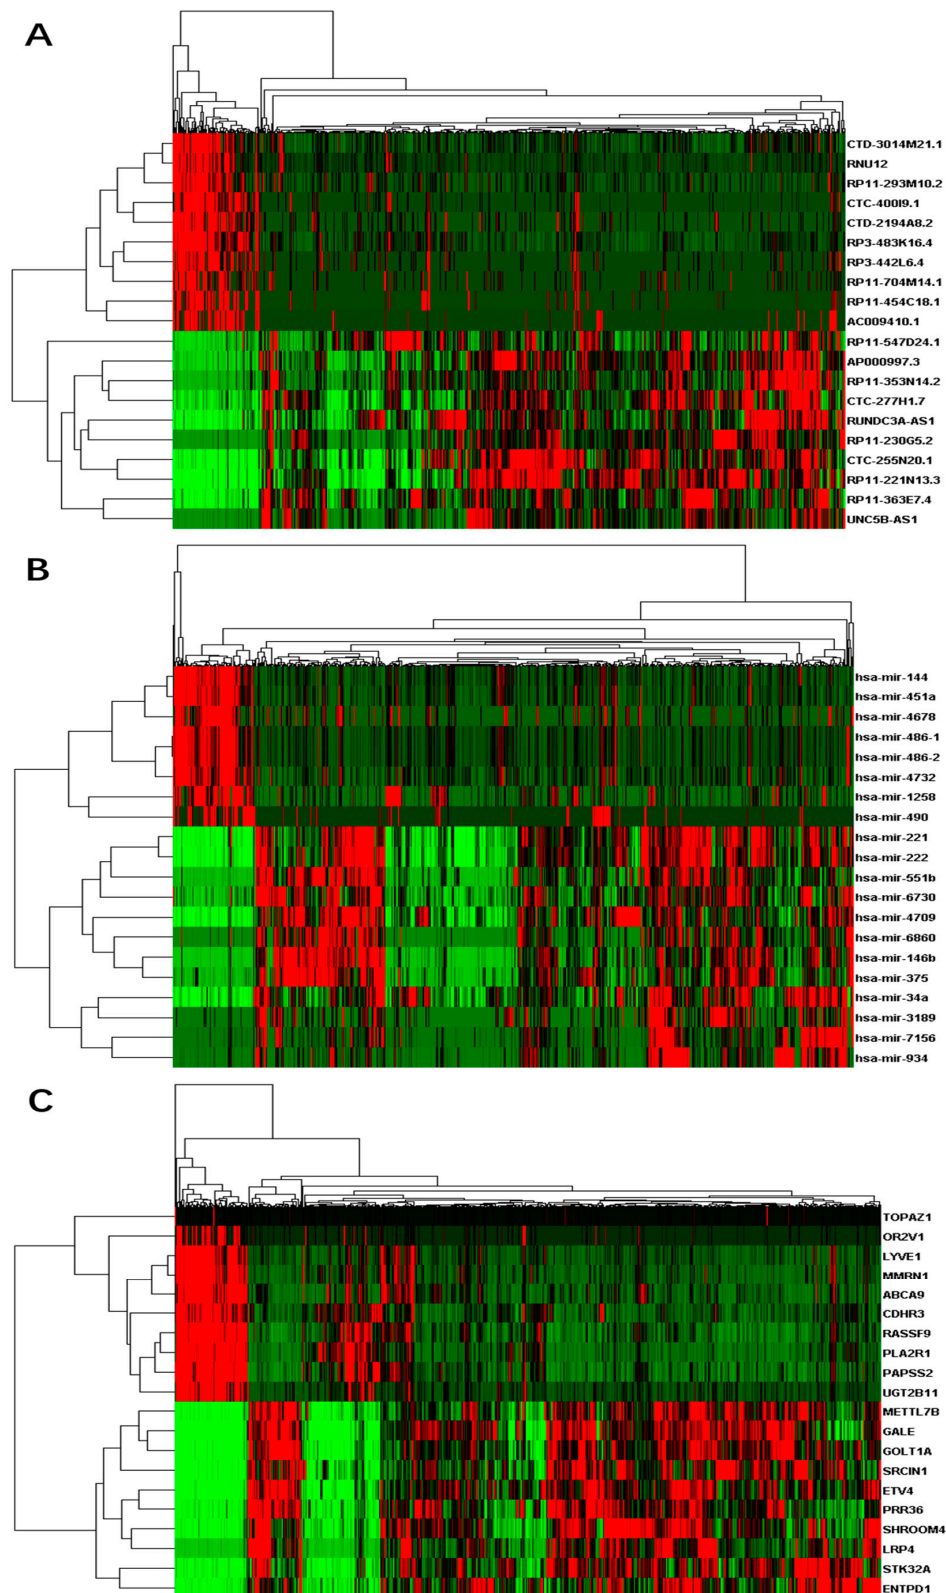 A
CTD-3014M21.1
RNU12
RP11-293M10.2
CTC-400I9.1
CTD-2194A8.2
RP3-483K16.4
RP3-442L6.4
RP11-704M14.1
RP11-454C18.1
AC009410.1
RP11-547D24.1
AP000997.3
RP11-353N14.2
CTC-277H1.7
RUNDC3A-AS1
RP11-230G5.2
CTC-255N20.1
RP11-221N13.3
RP11-363E7.4
UNC5B-AS1
B
hsa-mir-144
hsa-mir-451a
hsa-mir-4678
hsa-mir-486-1
hsa-mir-486-2
hsa-mir-4732
hsa-mir-1258
hsa-mir-490
hsa-mir-221
hsa-mir-222
hsa-mir-551b
hsa-mir-6730
hsa-mir-4709
hsa-mir-6860
hsa-mir-146b
hsa-mir-375
hsa-mir-34a
hsa-mir-3189
hsa-mir-7156
hsa-mir-934
C
TOPAZ1
OR2V1
LYVE1
MMRN1
ABCA9
CDHR3
RASSF9
PLA2R1
PAPSS2
UGT2B11
METTL7B
GALE
GOLT1A
SRCIN1
ETV4
PRR36
SHROOM4
LRP4
STK32A
ENTPD1